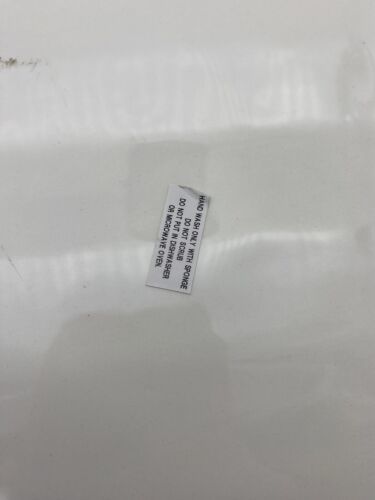 HAND WASH ONLY WITH SPONGE
DO NOT SCRUB
DO NOT PUT IN DISHWASHER
OR MICROWAVE OVEN.